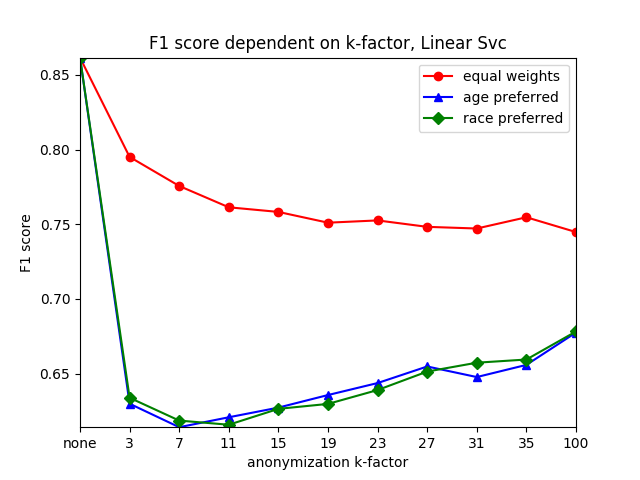 F1 score dependent on k-factor, Linear Svc
equal weights
age preferred
race preferred
0.85
0.80
0.75
0.70
0.65
F1 score
none 3 7 11 15 19 23 27 31 35 100
anonymization k-factor